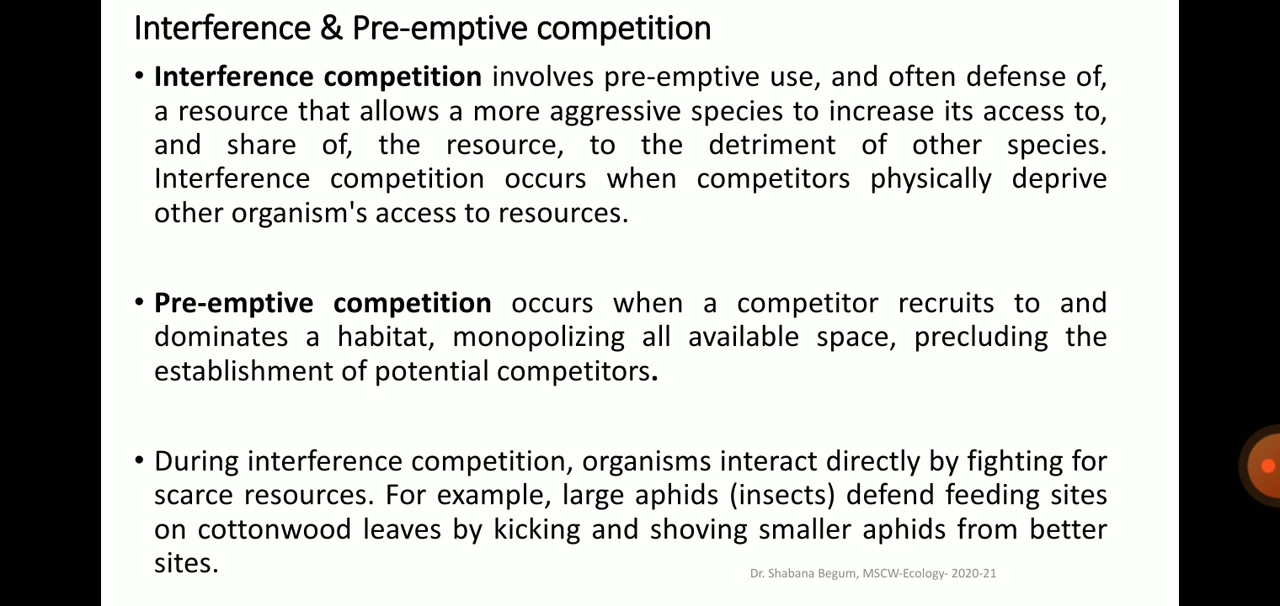 Interference & Pre-emptive competition
• Interference competition involves pre-emptive use, and often defense of,
a resource that allows a more aggressive species to increase its access to,
and share of, the resource, to the detriment of other species.
Interference competition occurs when competitors physically deprive
other organism's access to resources.
• Pre-emptive competition occurs when a competitor recruits to and
dominates a habitat, monopolizing all available space, precluding the
establishment of potential competitors.
• During interference competition, organisms interact directly by fighting for
scarce resources. For example, large aphids (insects) defend feeding sites
on cottonwood leaves by kicking and shoving smaller aphids from better
sites.
Dr. Shabana Begum, MSCW-Ecology- 2020-21